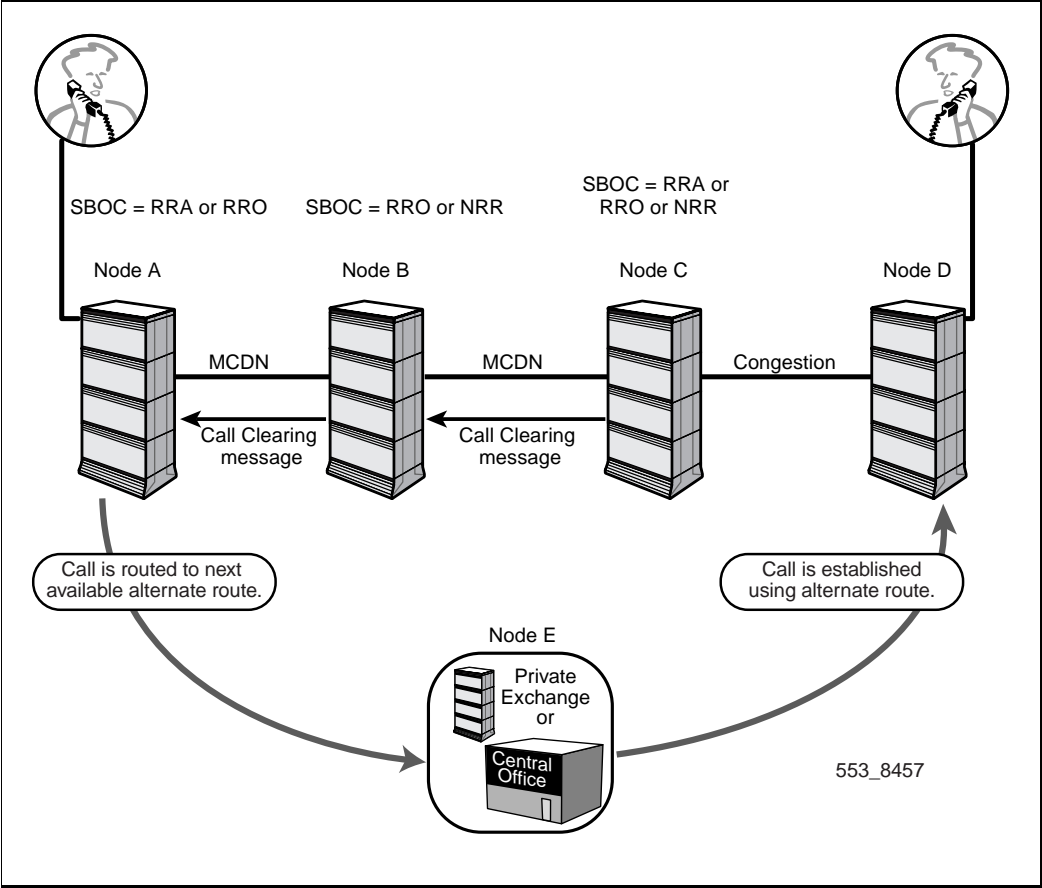 SBOC = RRA or RRO
SBOC = RRO or NRR
SBOC = RRA or
RRO or NRR
Node A
Node B
Node C
Node D
MCDN
MCDN
Congestion
Call Clearing
message
Call Clearing
message
Call is routed to next
available alternate route.
Call is established
using alternate route.
Node E
Private
Exchange
or
Central
Office
553_8457